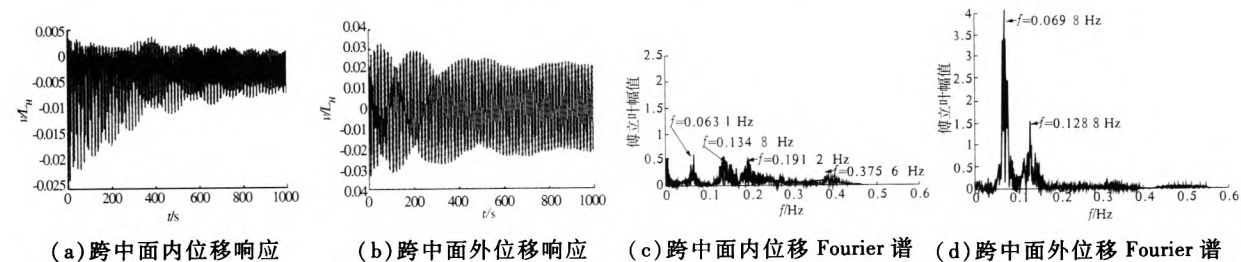 0.005
0
-0.005
-0.01
-0.015
-0.02
-0.025
v/L_H
0 200 400 600 800 1000
t/s
(a)跨中面内位移响应
0.04
0.03
0.02
0.01
0
-0.01
-0.02
-0.03
0.04
v/L_H
0 200 400 600 800 1000
t/s
(b)跨中面外位移响应
2.5
2
1.5
1
0.5
0
傅立叶幅值
f=0.063 1 Hz
f=0.134 8 Hz
f=0.191 2 Hz
f=0.375 6 Hz
0 0.1 0.2 0.3 0.4 0.5 0.6
f/Hz
(c)跨中面内位移 Fourier 谱
4
3.5
3
2.5
2
1.5
1
0.5
0
傅立叶幅值
f=0.069 8 Hz
f=0.128 8 Hz
0 0.1 0.2 0.3 0.4 0.5 0.6
f/Hz
(d)跨中面外位移 Fourier 谱